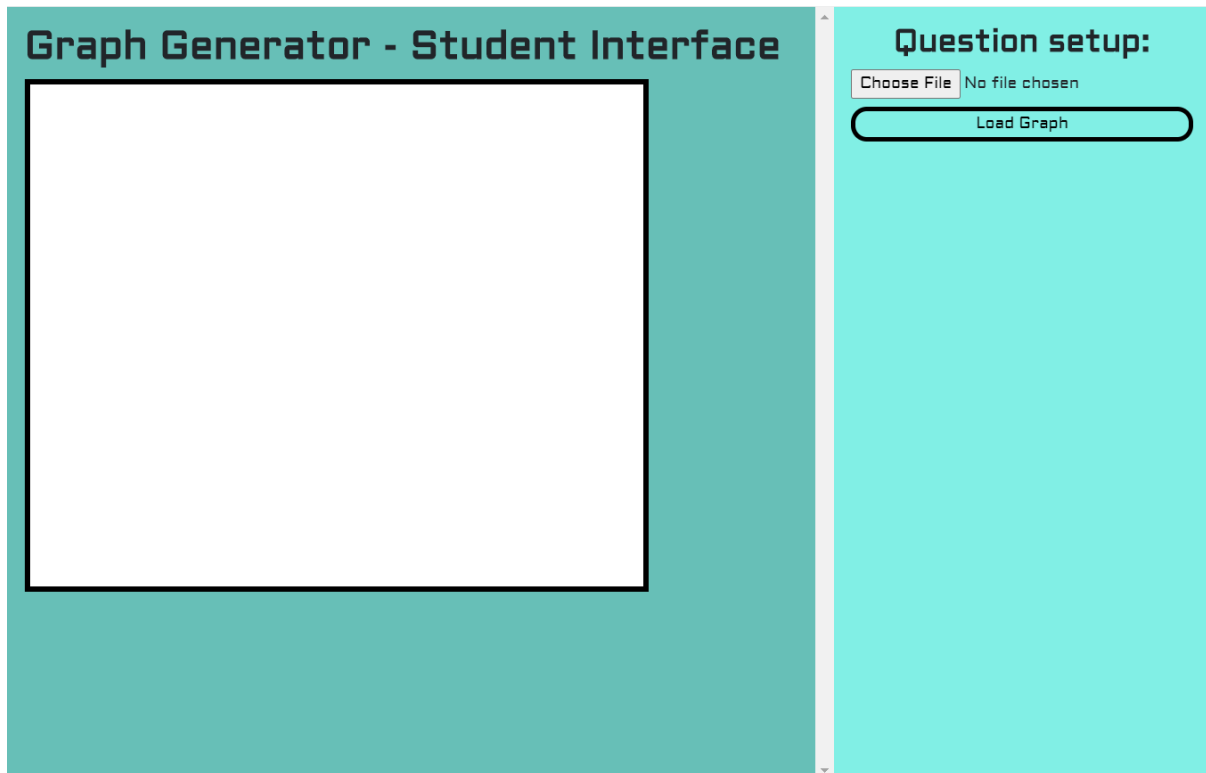 Graph Generator - Student Interface
Question setup:
Choose File No file chosen
Load Graph